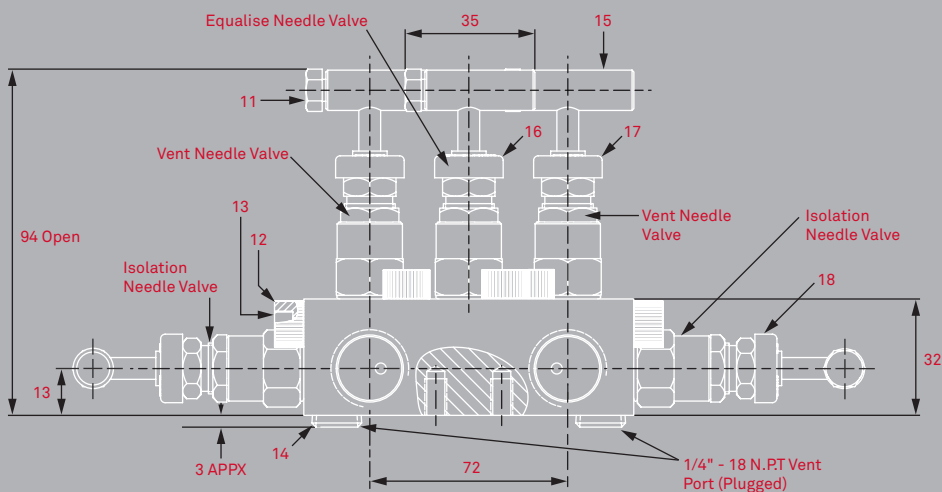 Equalise Needle Valve
35
15
11
16
17
Vent Needle Valve
13
Vent Needle
Valve
Isolation
Needle Valve
94 Open
12
Isolation
Needle Valve
13
18
32
13
14
3 APPX
72
1/4" - 18 N.P.T Vent
Port (Plugged)